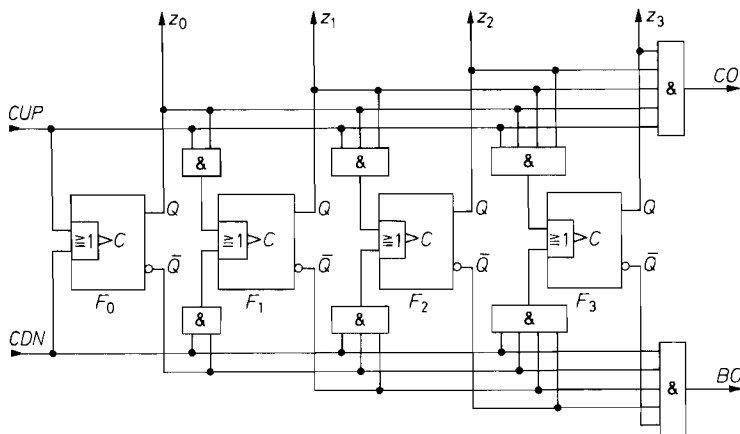 z₀ z₁ z₂ z₃
& CO
CUP
& & &
Q Q Q Q
≧1 C ≧1 C ≧1 C ≧1 C
Q̅ Q̅ Q̅ Q̅
F₀ F₁ F₂ F₃
& & &
CDN
& BO